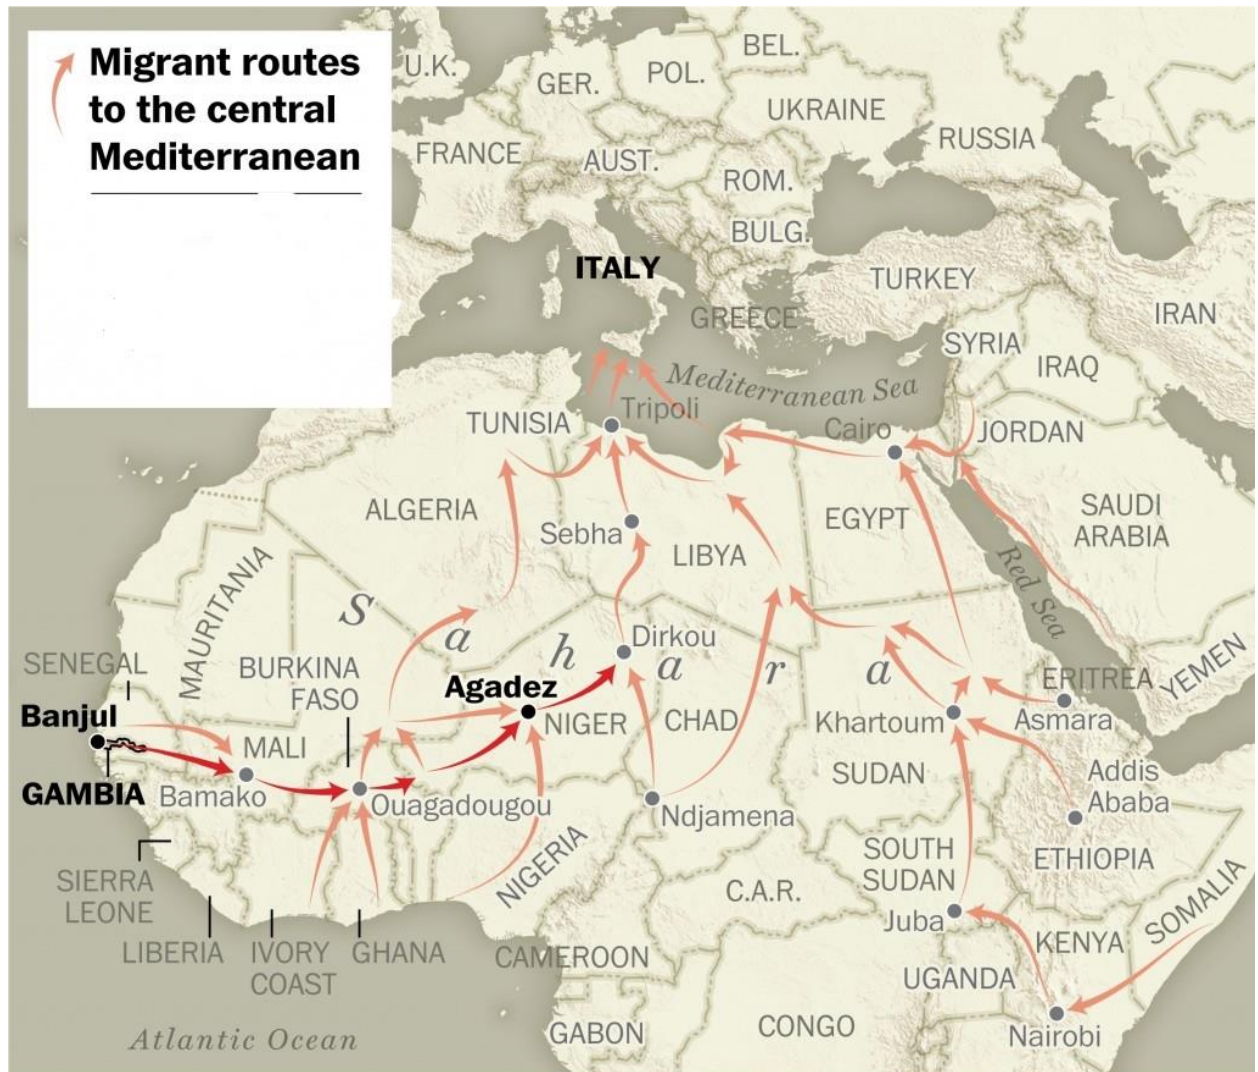 Migrant routes
to the central
Mediterranean
U.K.
BEL.
POL.
GER.
UKRAINE
RUSSIA
FRANCE
AUST.
ROM.
BULG.
ITALY
TURKEY
GREECE
IRAN
SYRIA
IRAQ
Mediterranean Sea
TUNISIA
Tripoli
Cairo
JORDAN
ALGERIA
EGYPT
SAUDI
ARABIA
Sebha
LIBYA
MAURITANIA
Red Sea
S a h a r a
Dirkou
SENEGAL
BURKINA
FASO
Agadez
ERITREA
YEMEN
Banjul
NIGER
CHAD
Khartoum
Asmara
MALI
GAMBIA
Bamako
Ouagadougou
Ndjamena
SUDAN
Addis
Ababa
NIGERIA
SOUTH
SUDAN
ETHIOPIA
SIERRA
LEONE
C.A.R.
Juba
SOMALIA
LIBERIA
IVORY
COAST
GHANA
CAMEROON
KENYA
UGANDA
GABON
CONGO
Nairobi
Atlantic Ocean